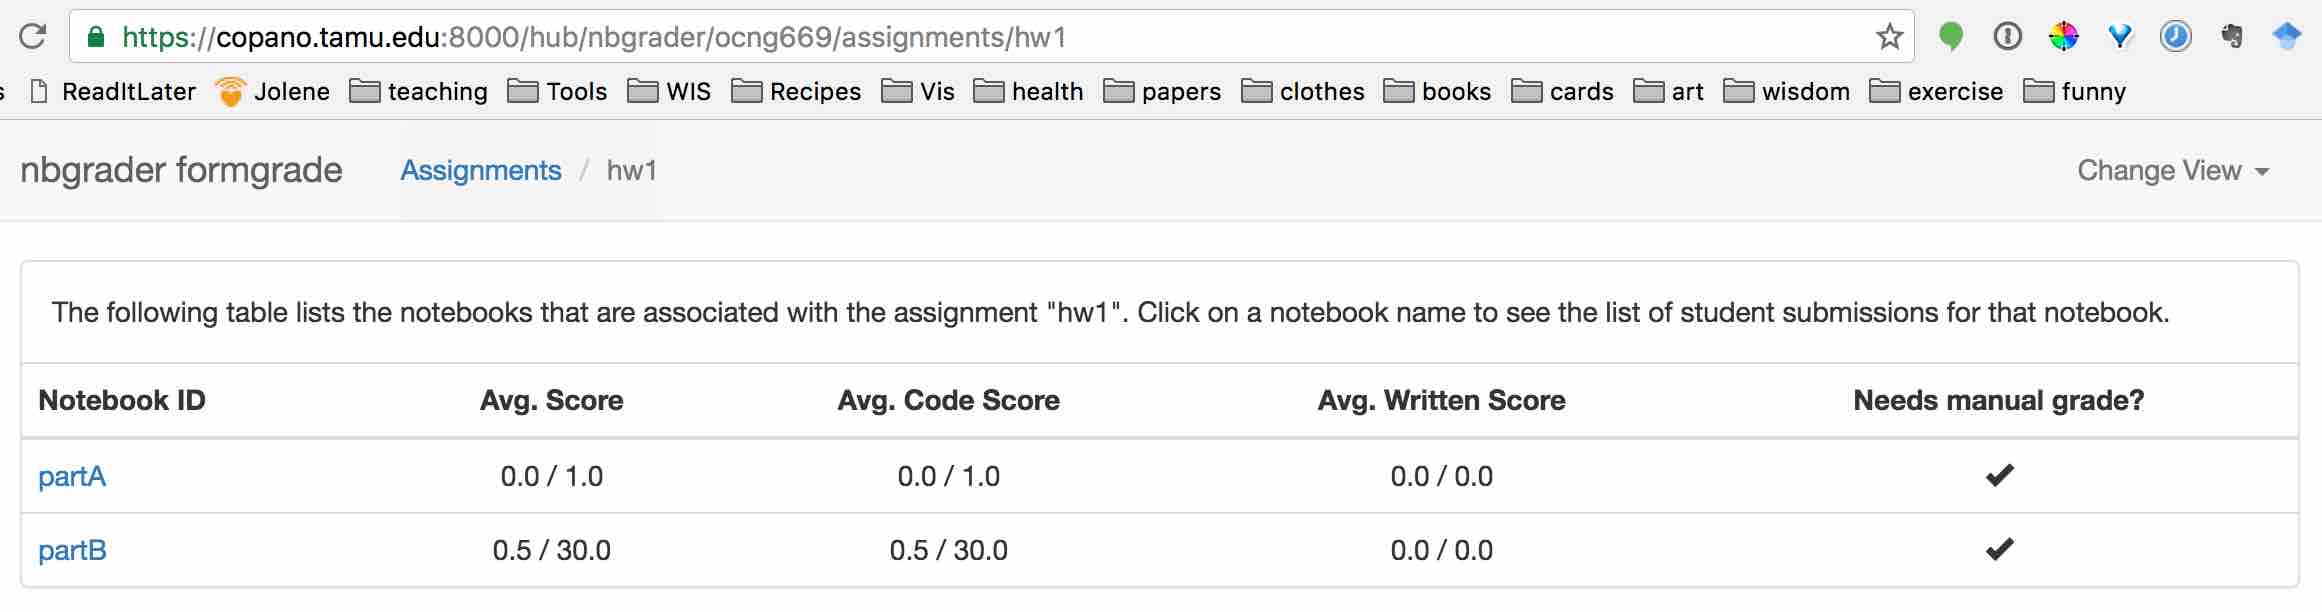 https://copano.tamu.edu:8000/hub/nbgrader/ocng669/assignments/hw1
s ReadItLater Jolene teaching Tools WIS Recipes Vis health papers clothes books cards art wisdom exercise funny
nbgrader formgrade Assignments / hw1 Change View
The following table lists the notebooks that are associated with the assignment "hw1". Click on a notebook name to see the list of student submissions for that notebook.
Notebook ID Avg. Score Avg. Code Score Avg. Written Score Needs manual grade?
partA 0.0 / 1.0 0.0 / 1.0 0.0 / 0.0 ✔
partB 0.5 / 30.0 0.5 / 30.0 0.0 / 0.0 ✔